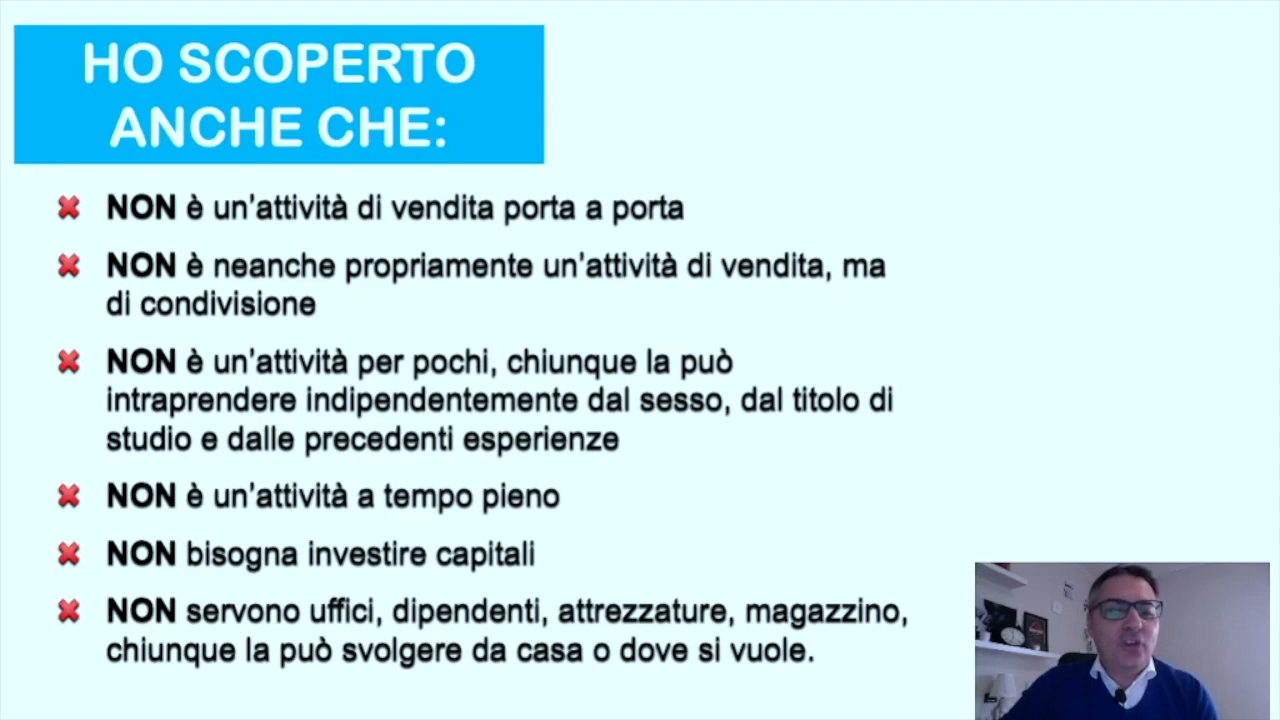 HO SCOPERTO
ANCHE CHE:
NON è un'attività di vendita porta a porta
NON è neanche propriamente un'attività di vendita, ma
di condivisione
NON è un'attività per pochi, chiunque la può
intraprendere indipendentemente dal sesso, dal titolo di
studio e dalle precedenti esperienze
NON è un'attività a tempo pieno
NON bisogna investire capitali
NON servono uffici, dipendenti, attrezzature, magazzino,
chiunque la può svolgere da casa o dove si vuole.